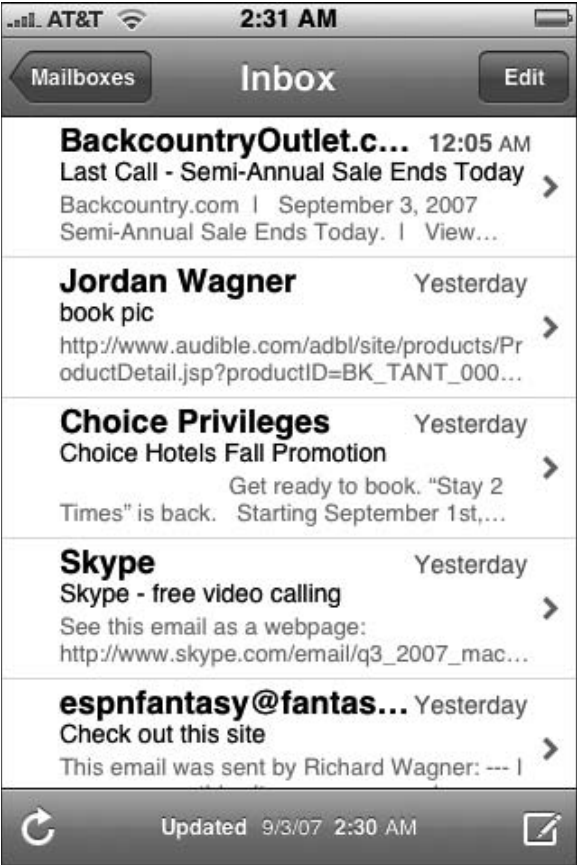 AT&T 2:31 AM
Mailboxes Inbox Edit
BackcountryOutlet.c... 12:05 AM
Last Call - Semi-Annual Sale Ends Today
Backcountry.com | September 3, 2007
Semi-Annual Sale Ends Today. | View...
Jordan Wagner Yesterday
book pic
http://www.audible.com/adbl/site/products/Pr
oductDetail.jsp?productID=BK_TANT_000...
Choice Privileges Yesterday
Choice Hotels Fall Promotion
Get ready to book. “Stay 2
Times” is back. Starting September 1st,...
Skype Yesterday
Skype - free video calling
See this email as a webpage:
http://www.skype.com/email/q3_2007_mac...
espnfantasy@fantas... Yesterday
Check out this site
This email was sent by Richard Wagner: --- I
Updated 9/3/07 2:30 AM